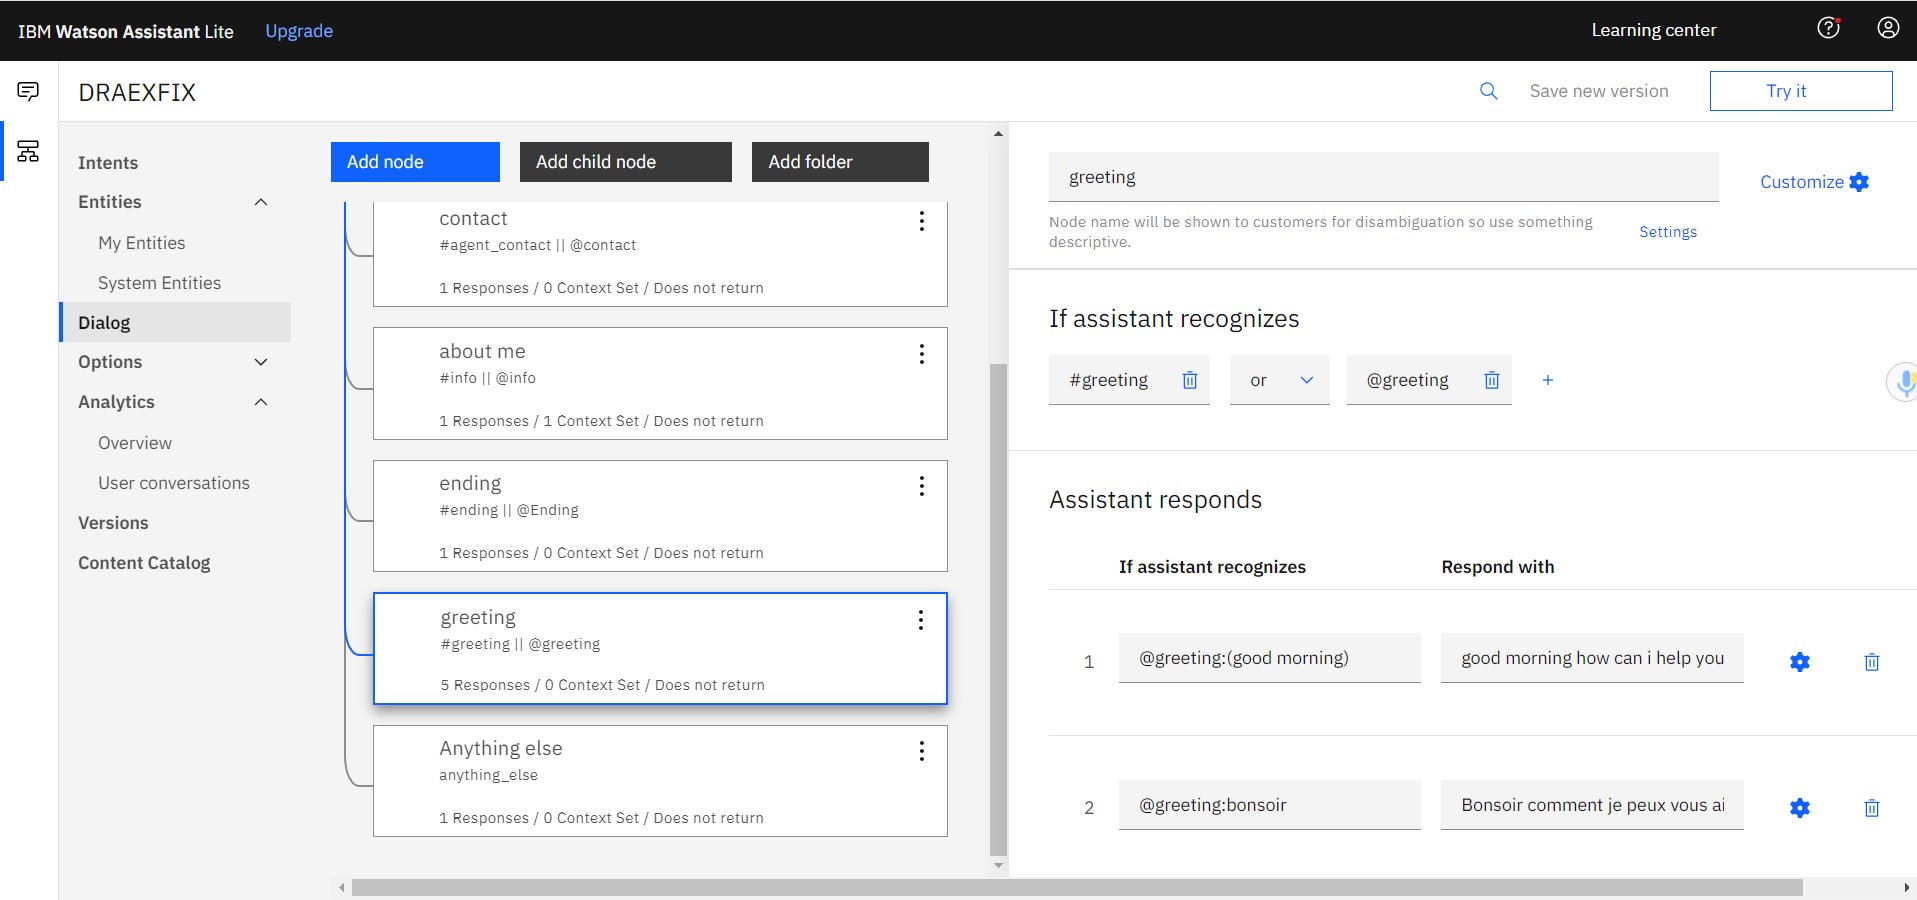 IBM Watson Assistant Lite
Upgrade
Learning center
DRAEXFIX
Save new version
Try it
Intents
Entities
My Entities
System Entities
Dialog
Options
Analytics
Overview
User conversations
Versions
Content Catalog
Add node
Add child node
Add folder
contact
#agent_contact || @contact
1 Responses / 0 Context Set / Does not return
about me
#info || @info
1 Responses / 1 Context Set / Does not return
ending
#ending || @Ending
1 Responses / 0 Context Set / Does not return
greeting
#greeting || @greeting
5 Responses / 0 Context Set / Does not return
Anything else
anything_else
1 Responses / 0 Context Set / Does not return
greeting
Customize
Node name will be shown to customers for disambiguation so use something
descriptive.
Settings
If assistant recognizes
#greeting
or
@greeting
+
Assistant responds
If assistant recognizes
Respond with
1
@greeting:(good morning)
good morning how can i help you
2
@greeting:bonsoir
Bonsoir comment je peux vous ai